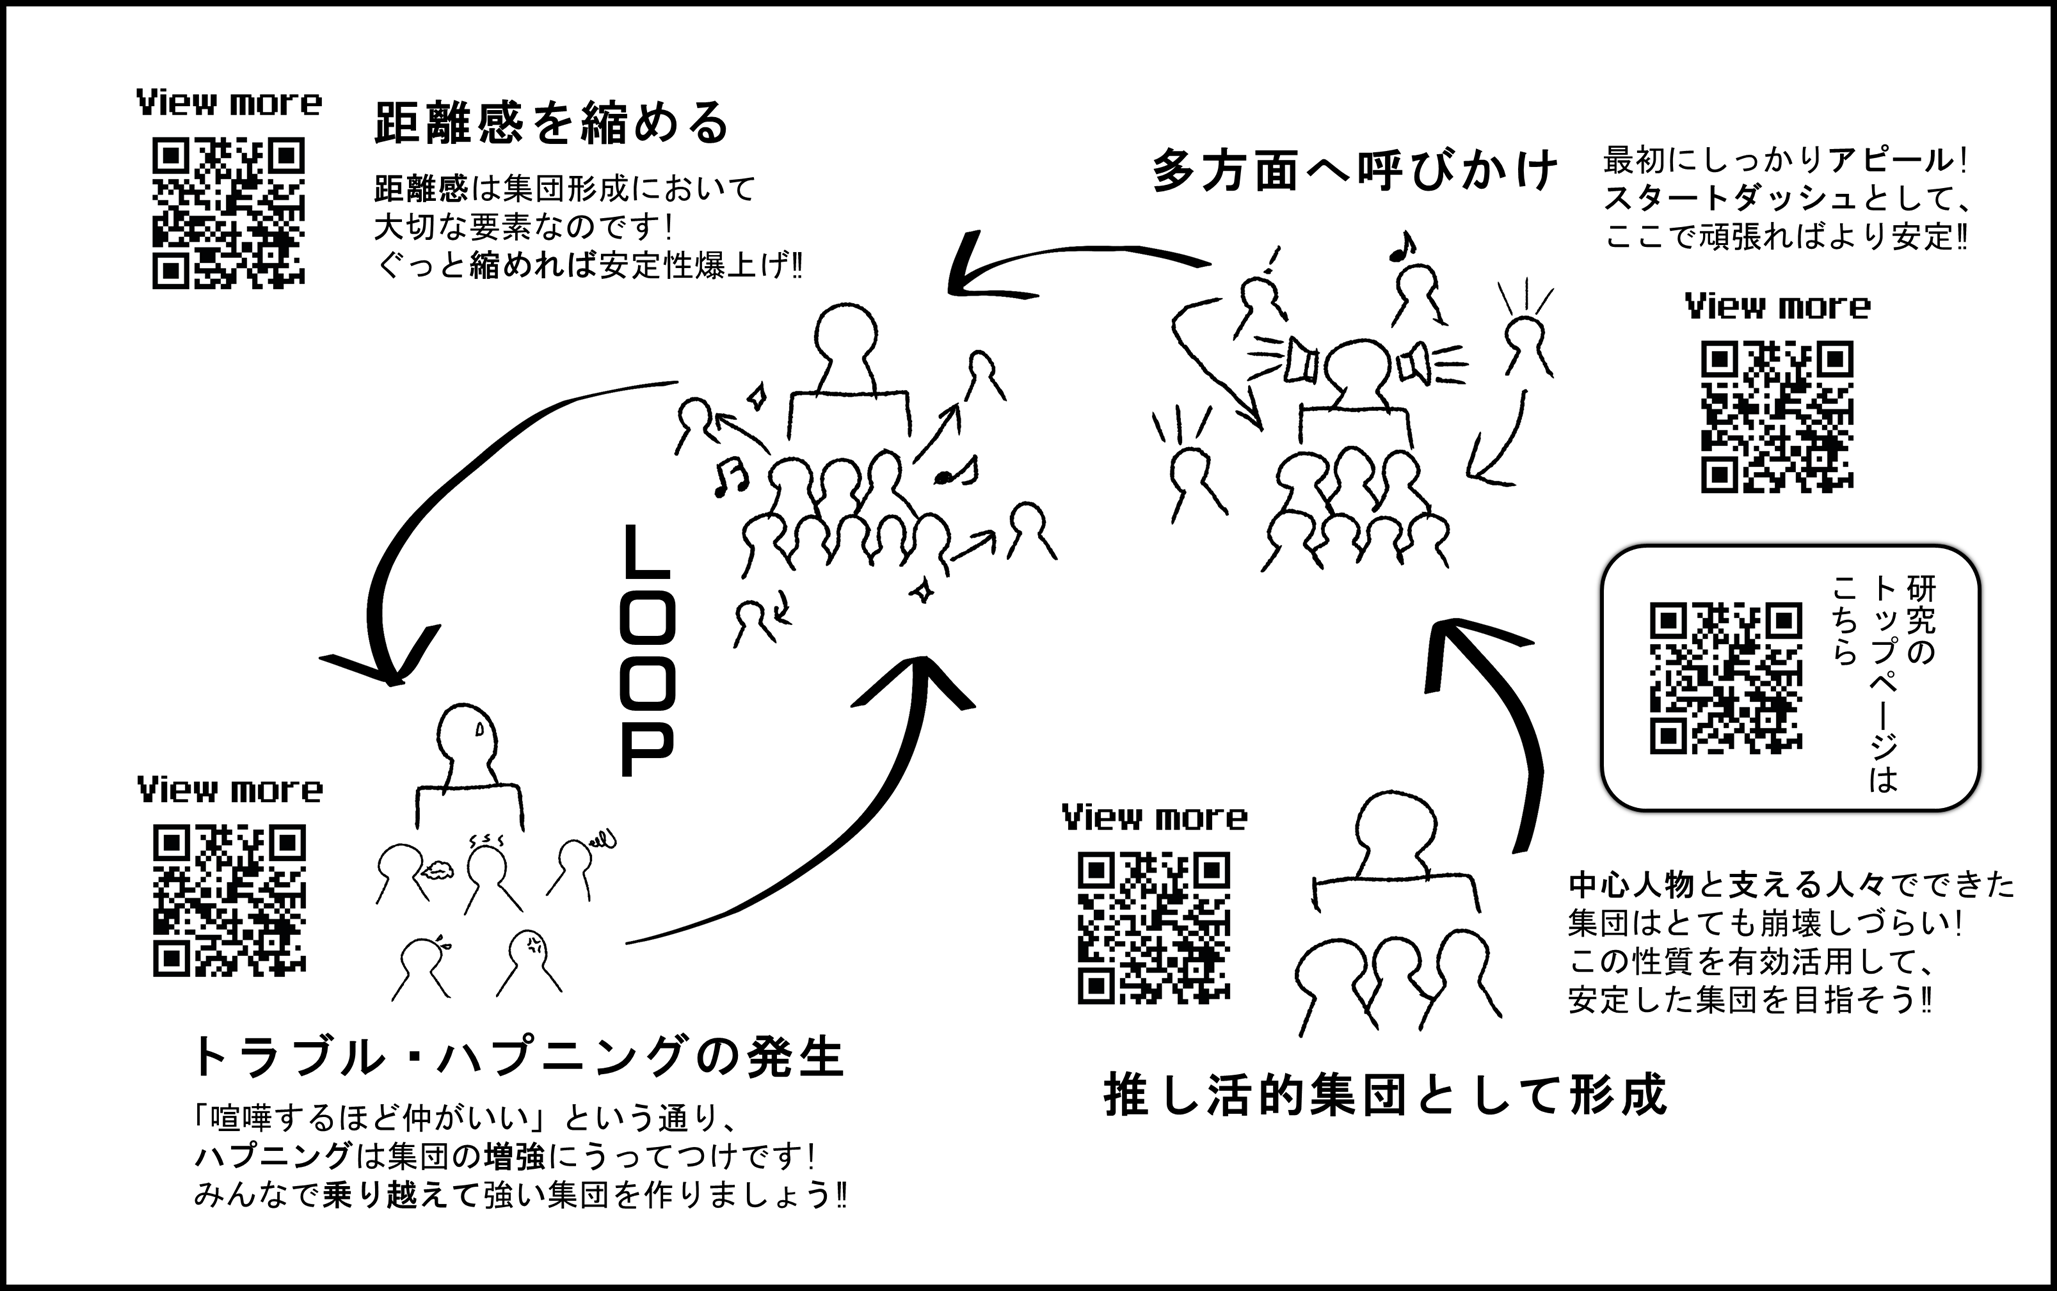 View more
距離感を縮める
距離感は集団形成において
大切な要素なのです!
ぐっと縮めれば安定性爆上げ!!
多方面へ呼びかけ
最初にしっかりアピール!
スタートダッシュとして、
ここで頑張ればより安定!!
View more
研究の
トップページは
こちら
LOOP
View more
トラブル・ハプニングの発生
「喧嘩するほど仲がいい」という通り、
ハプニングは集団の増強にうってつけです!
みんなで乗り越えて強い集団を作りましょう!!
View more
推し活的集団として形成
中心人物と支える人々でできた
集団はとても崩壊しづらい!
この性質を有効活用して、
安定した集団を目指そう!!